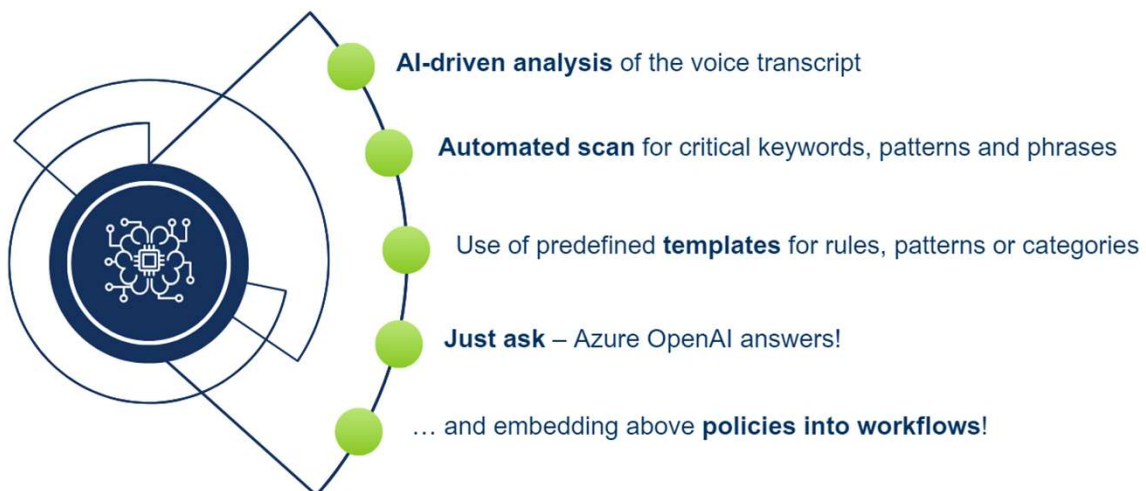 AI-driven analysis of the voice transcript
Automated scan for critical keywords, patterns and phrases
Use of predefined templates for rules, patterns or categories
Just ask – Azure OpenAI answers!
… and embedding above policies into workflows!